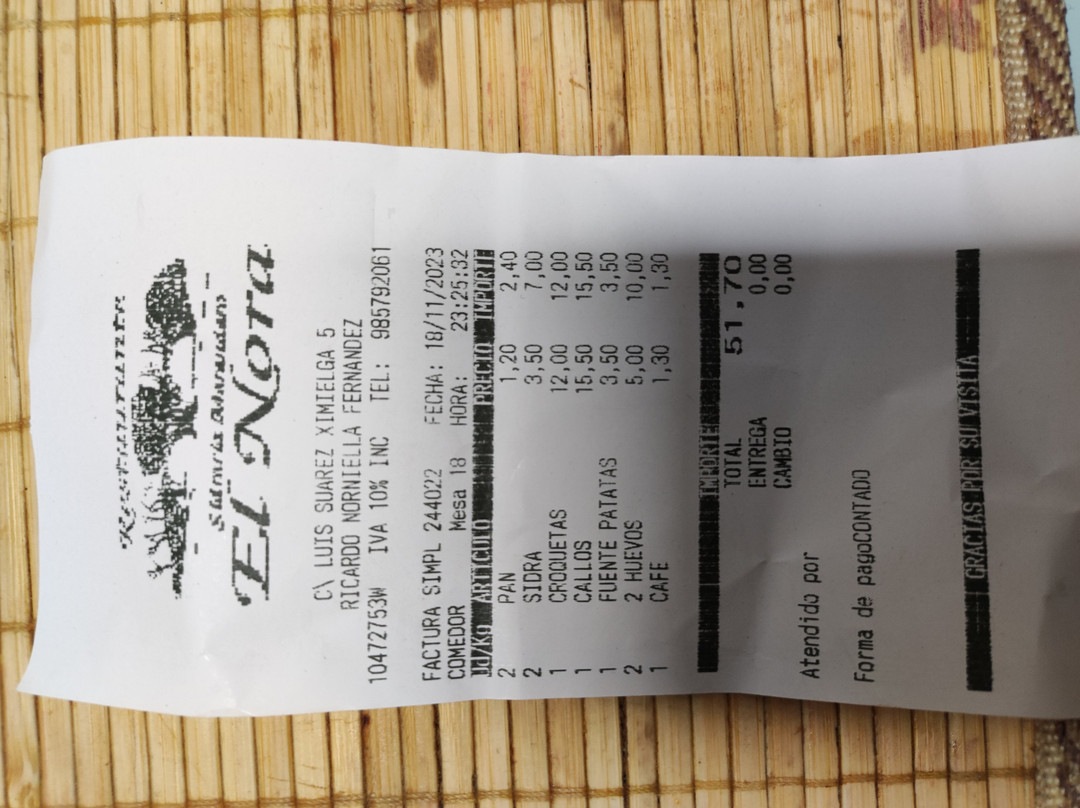 Restaurante
Sidrería
El Nora
C\ LUIS SUAREZ XIMIELGA 5
RICARDO NORNIELLA FERNANDEZ
10472753W IVA 10% INC TEL: 985792061
FACTURA SIMPL 244022 FECHA: 18/11/2023
COMEDOR Mesa 18 HORA: 23:25:32
Ud/Kg ARTICULO PRECIO IMPORTE
2 PAN 1,20 2,40
2 SIDRA 3,50 7,00
1 CROQUETAS 12,00 12,00
1 CALLOS 15,50 15,50
1 FUENTE PATATAS 3,50 3,50
2 2 HUEVOS 5,00 10,00
1 CAFE 1,30 1,30
IMPORTE
TOTAL 51,70
ENTREGA 0,00
CAMBIO 0,00
Atendido por
Forma de pagoCONTADO
GRACIAS POR SU VISITA